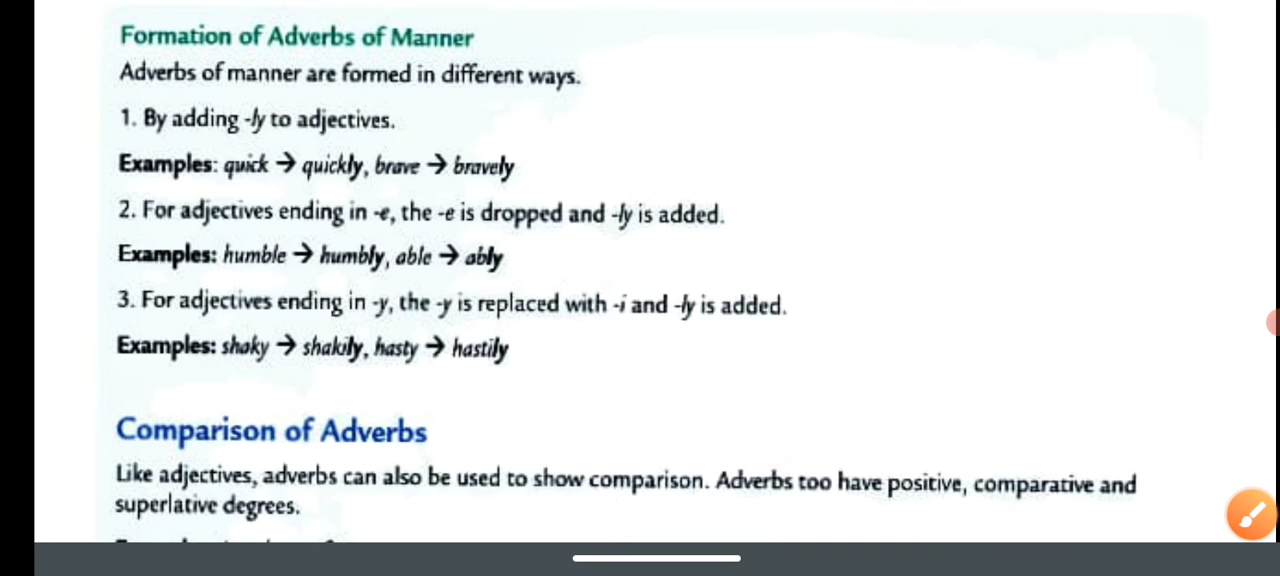 Formation of Adverbs of Manner
Adverbs of manner are formed in different ways.
1. By adding -ly to adjectives.
Examples: quick → quickly, brave → bravely
2. For adjectives ending in -e, the -e is dropped and -ly is added.
Examples: humble → humbly, able → ably
3. For adjectives ending in -y, the -y is replaced with -i and -ly is added.
Examples: shaky → shakily, hasty → hastily
Comparison of Adverbs
Like adjectives, adverbs can also be used to show comparison. Adverbs too have positive, comparative and
superlative degrees.